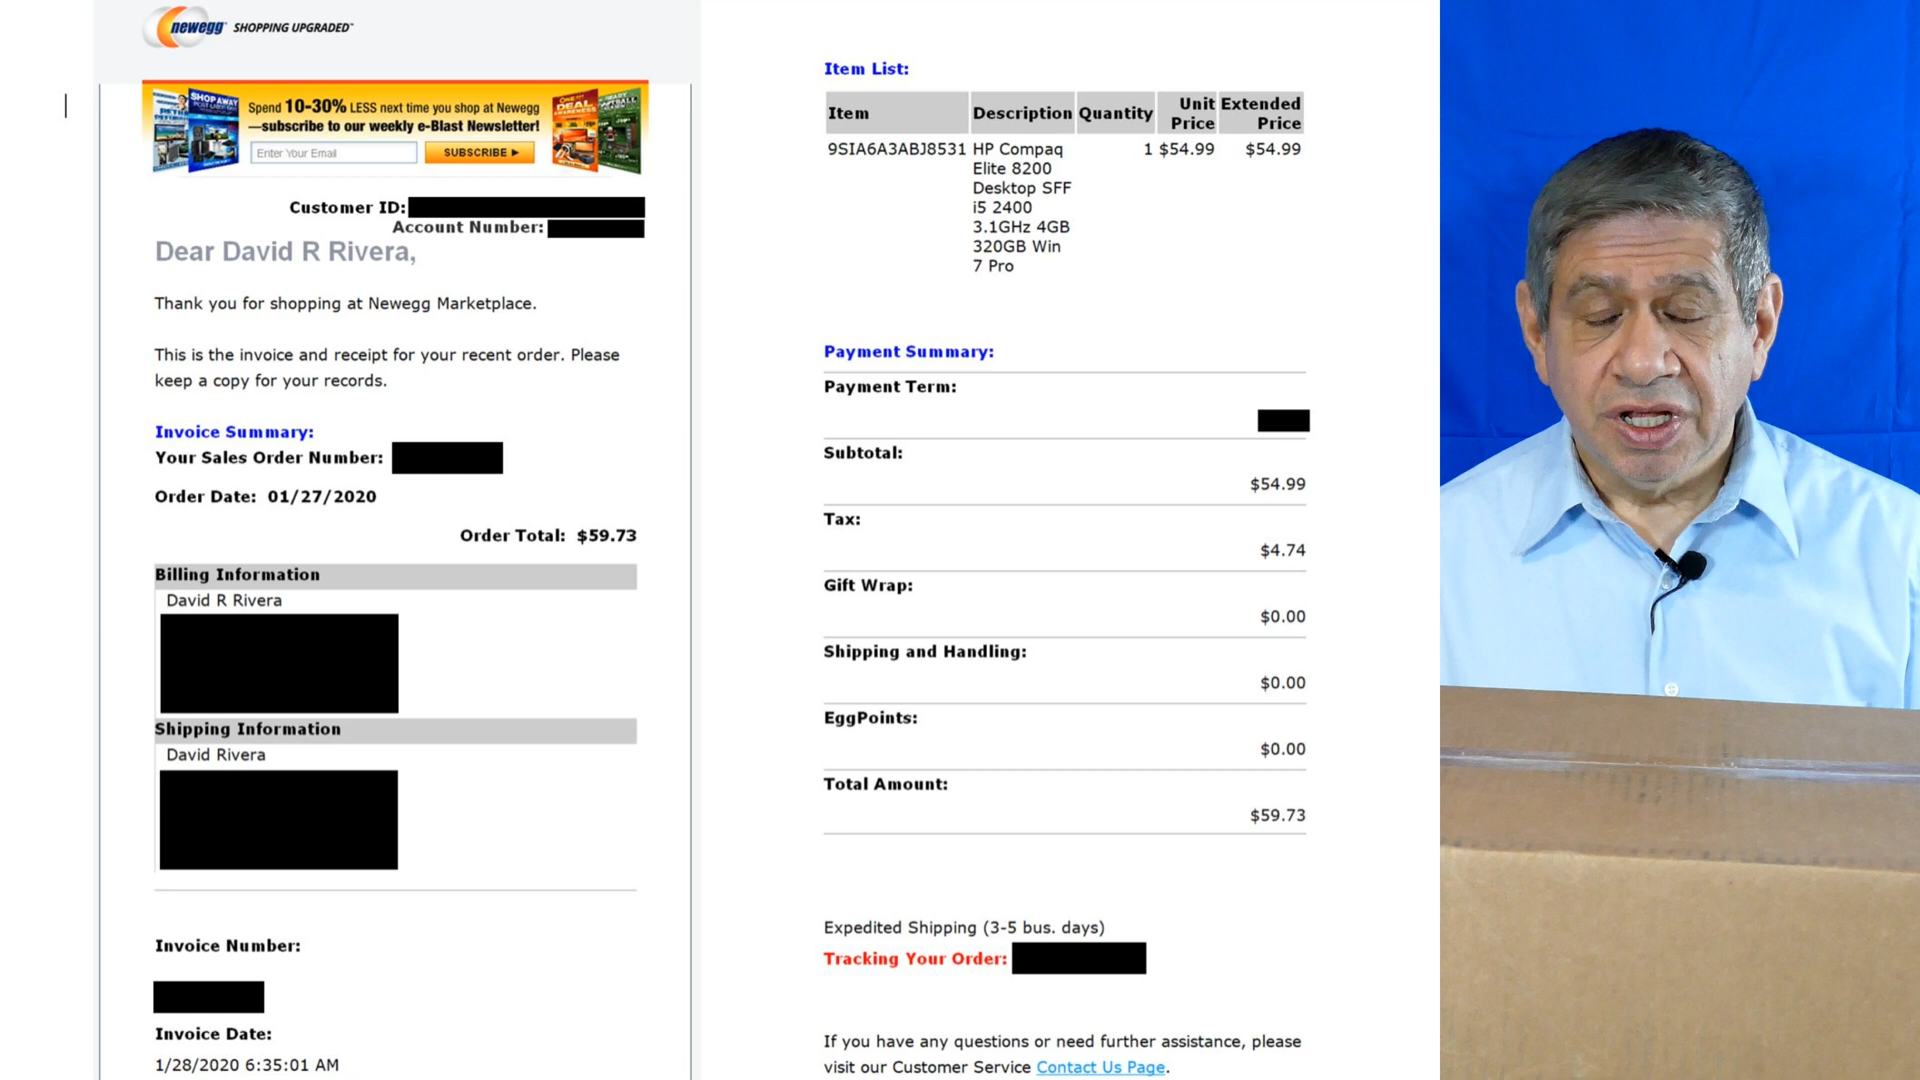 newegg SHOPPING UPGRADED
Spend 10-30% LESS next time you shop at Newegg
—subscribe to our weekly e-Blast Newsletter!
Enter Your Email
SUBSCRIBE ▶
SHOP AWAY
DEAL
Customer ID:
Account Number:
Dear David R Rivera,
Thank you for shopping at Newegg Marketplace.
This is the invoice and receipt for your recent order. Please
keep a copy for your records.
Invoice Summary:
Your Sales Order Number:
Order Date: 01/27/2020
Order Total: $59.73
Billing Information
David R Rivera
Shipping Information
David Rivera
Invoice Number:
Invoice Date:
1/28/2020 6:35:01 AM
Item List:
Item Description Quantity Unit Price Extended Price
9SIA6A3ABJ8531 HP Compaq 1 $54.99 $54.99
Elite 8200
Desktop SFF
i5 2400
3.1GHz 4GB
320GB Win
7 Pro
Payment Summary:
Payment Term:
Subtotal:
$54.99
Tax:
$4.74
Gift Wrap:
$0.00
Shipping and Handling:
$0.00
EggPoints:
$0.00
Total Amount:
$59.73
Expedited Shipping (3-5 bus. days)
Tracking Your Order:
If you have any questions or need further assistance, please
visit our Customer Service Contact Us Page.